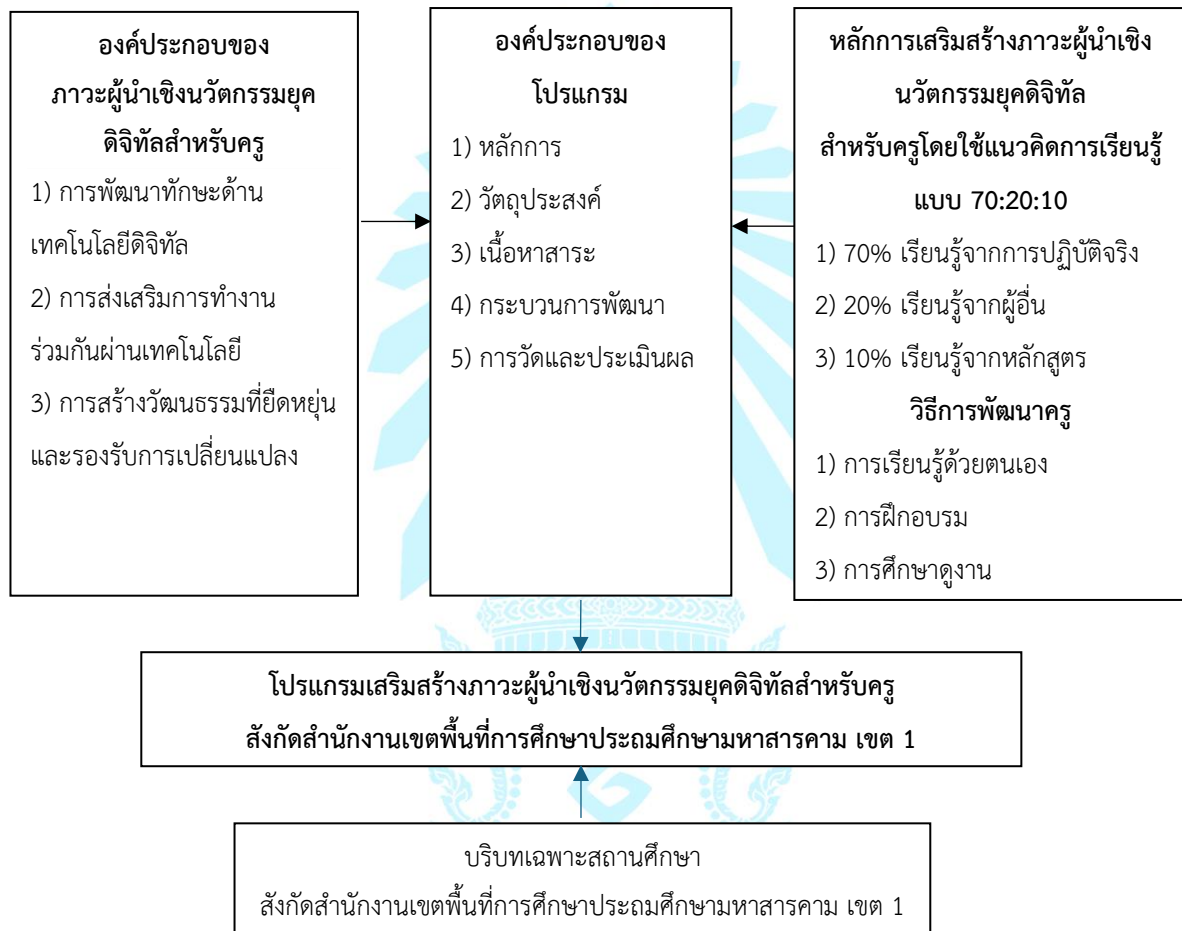 องค์ประกอบของ
ภาวะผู้นำเชิงนวัตกรรมยุค
ดิจิทัลสำหรับครู
1) การพัฒนาทักษะด้าน
เทคโนโลยีดิจิทัล
2) การส่งเสริมการทำงาน
ร่วมกันผ่านเทคโนโลยี
3) การสร้างวัฒนธรรมที่ยืดหยุ่น
และรองรับการเปลี่ยนแปลง
องค์ประกอบของ
โปรแกรม
1) หลักการ
2) วัตถุประสงค์
3) เนื้อหาสาระ
4) กระบวนการพัฒนา
5) การวัดและประเมินผล
หลักการเสริมสร้างภาวะผู้นำเชิง
นวัตกรรมยุคดิจิทัล
สำหรับครูโดยใช้แนวคิดการเรียนรู้
แบบ 70:20:10
1) 70% เรียนรู้จากการปฏิบัติจริง
2) 20% เรียนรู้จากผู้อื่น
3) 10% เรียนรู้จากหลักสูตร
วิธีการพัฒนาครู
1) การเรียนรู้ด้วยตนเอง
2) การฝึกอบรม
3) การศึกษาดูงาน
โปรแกรมเสริมสร้างภาวะผู้นำเชิงนวัตกรรมยุคดิจิทัลสำหรับครู
สังกัดสำนักงานเขตพื้นที่การศึกษาประถมศึกษามหาสารคาม เขต 1
บริบทเฉพาะสถานศึกษา
สังกัดสำนักงานเขตพื้นที่การศึกษาประถมศึกษามหาสารคาม เขต 1